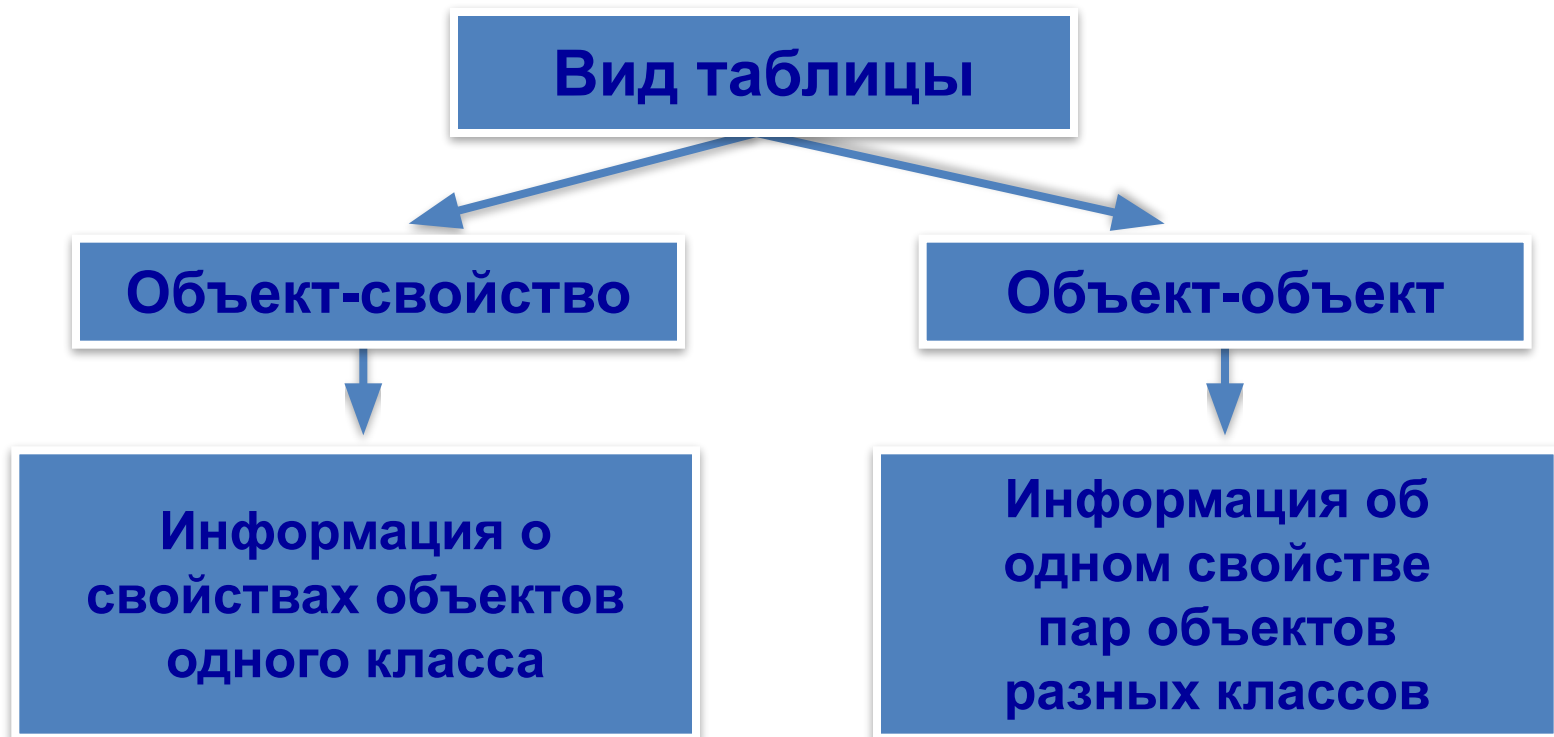 Вид таблицы
Объект-свойство
Объект-объект
Информация о
свойствах объектов
одного класса
Информация об
одном свойстве
пар объектов
разных классов